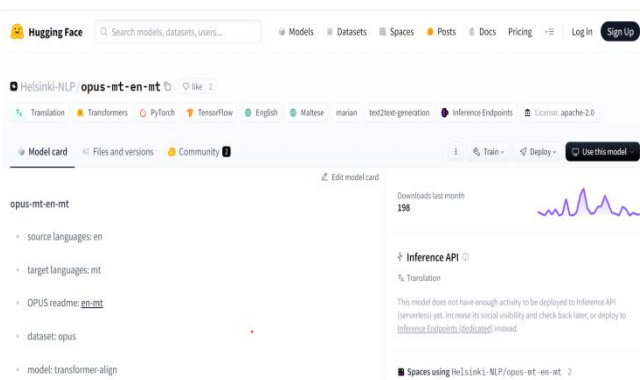 Hugging Face
Search models, datasets, users...
Models
Datasets
Spaces
Posts
Docs
Pricing
Log In
Sign Up
Helsinki-NLP/opus-mt-en-mt
like 2
Translation
Transformers
PyTorch
TensorFlow
English
Maltese
marian
text2text-generation
Inference Endpoints
License: apache-2.0
Model card
Files and versions
Community 2
Train
Deploy
Use this model
Edit model card
opus-mt-en-mt
source languages: en
target languages: mt
OPUS readme: en-mt
dataset: opus
model: transformer-align
Downloads last month
198
Inference API
Translation
This model does not have enough activity to be deployed to Inference API
(serverless) yet. Increase its social visibility and check back later, or deploy to
Inference Endpoints (dedicated) instead.
Spaces using Helsinki-NLP/opus-mt-en-mt 2